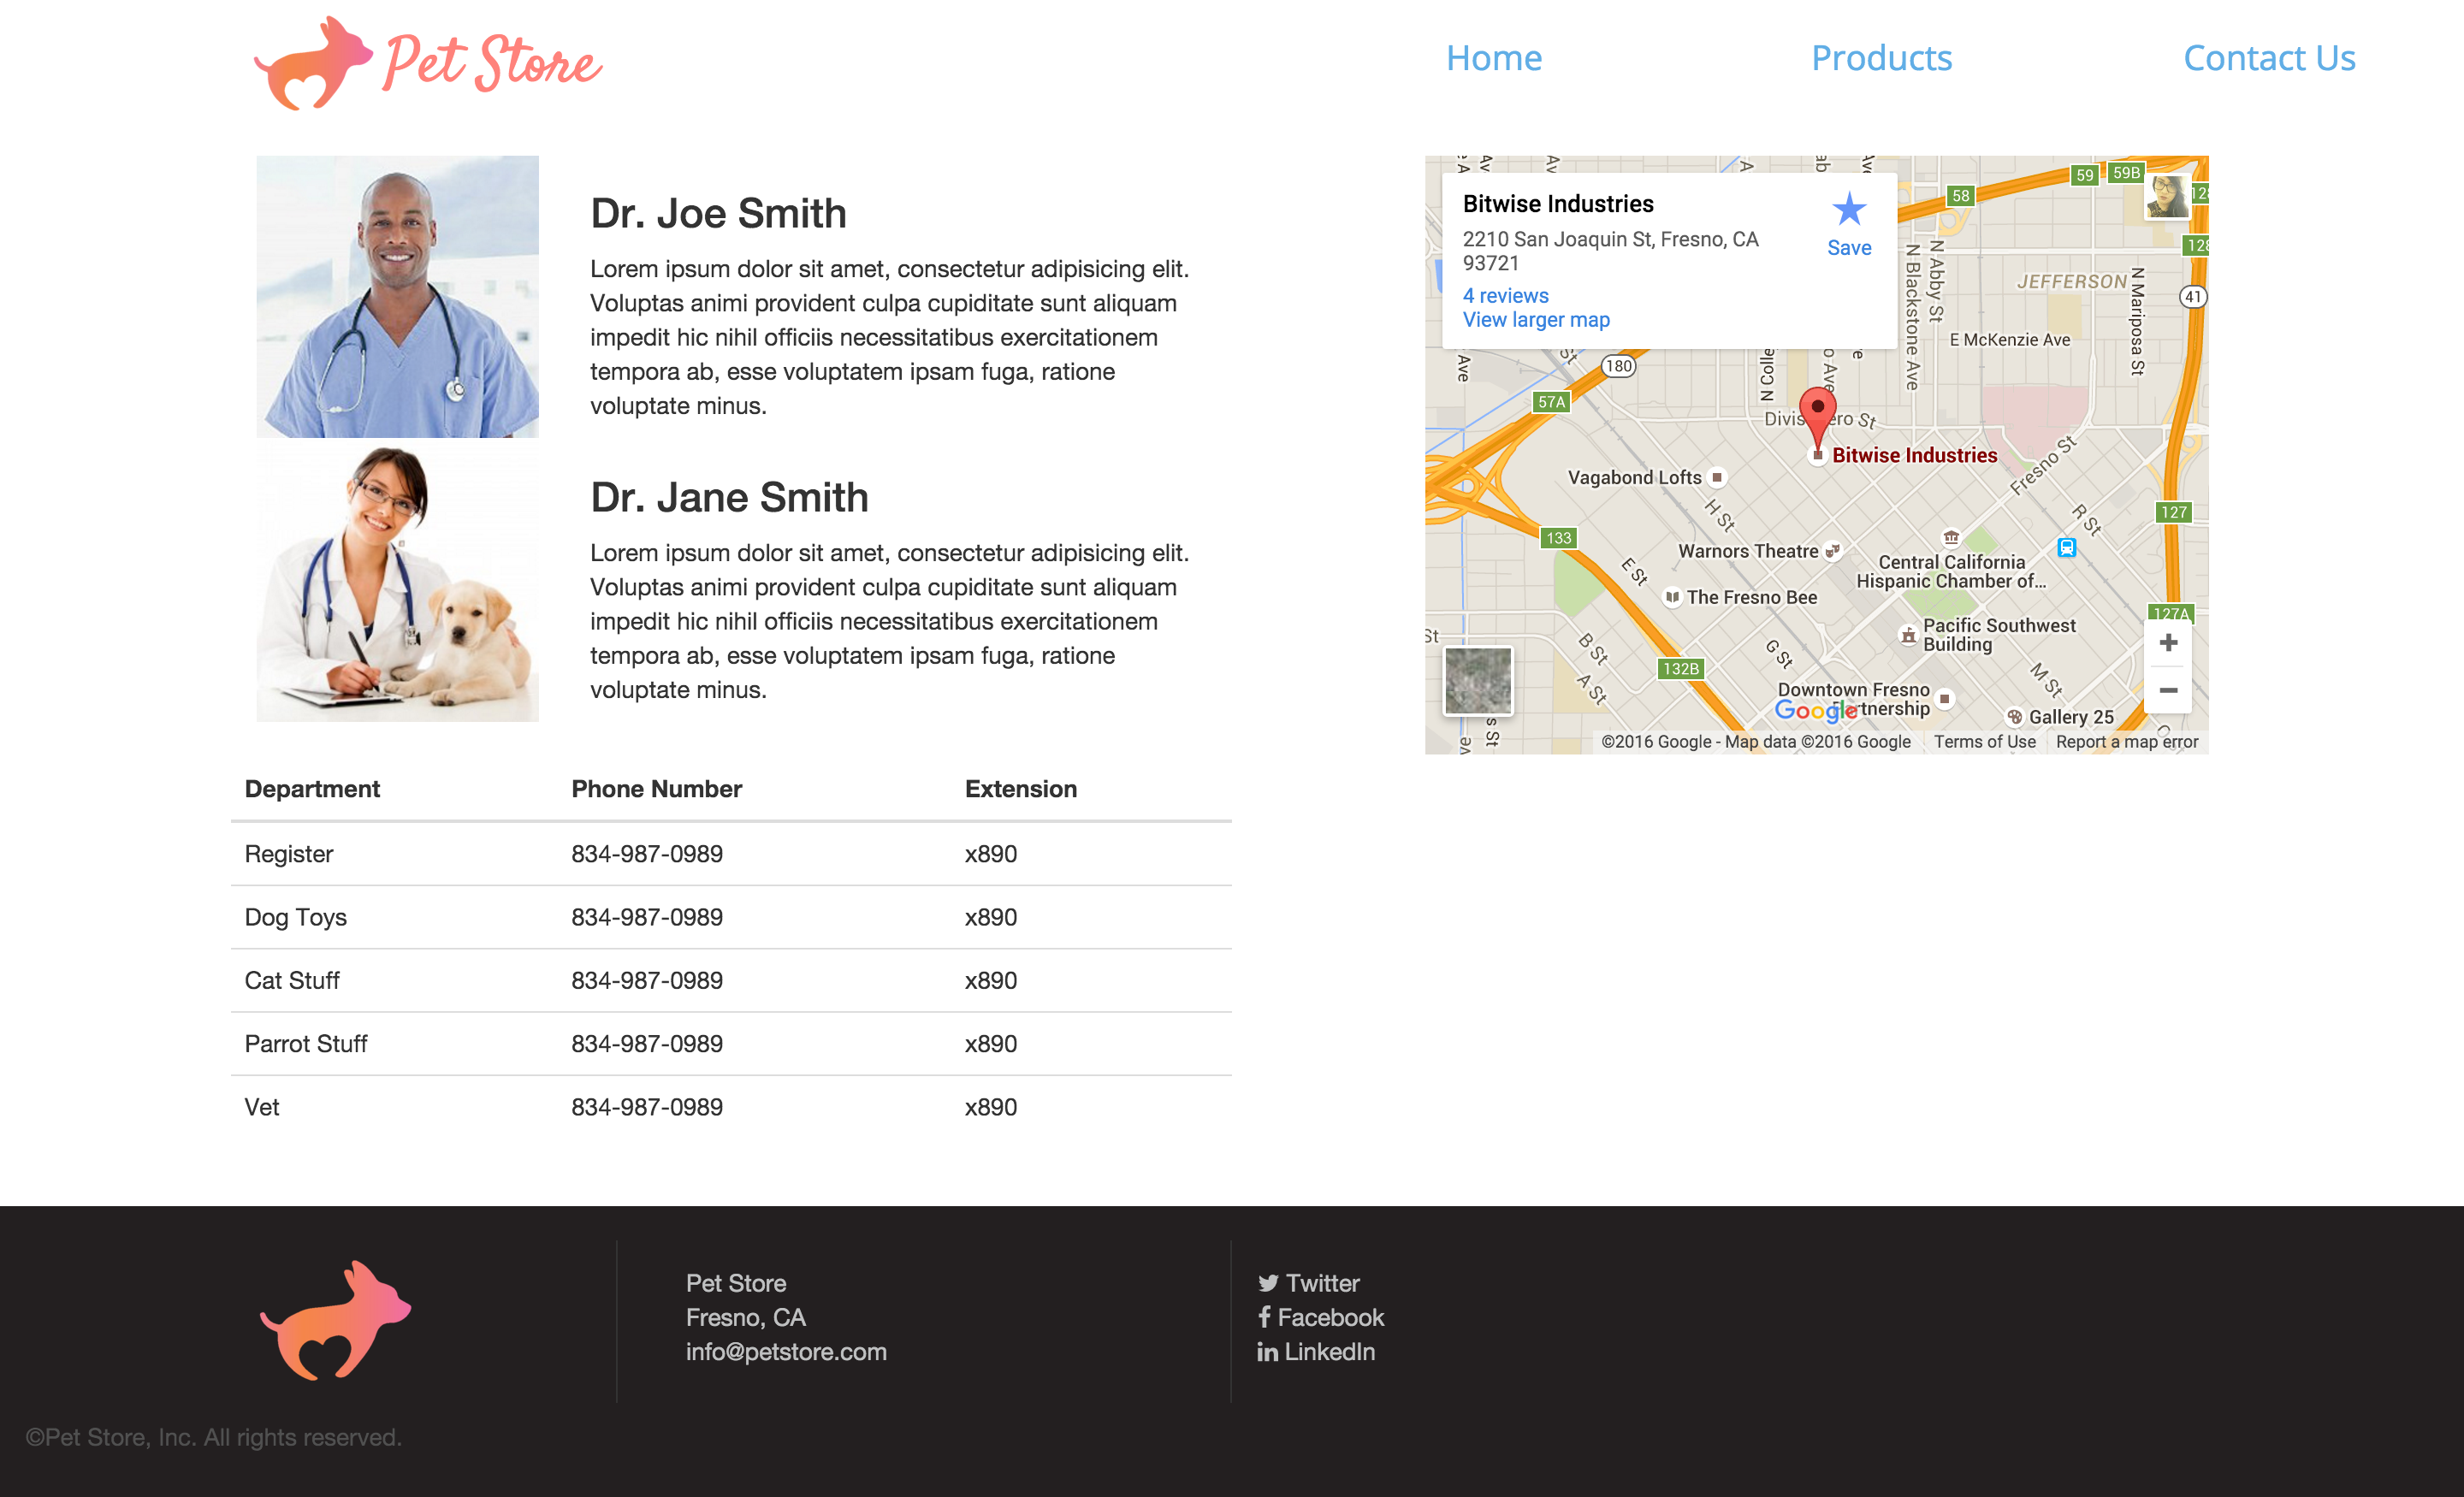 Pet Store
Home
Products
Contact Us
Dr. Joe Smith
Lorem ipsum dolor sit amet, consectetur adipisicing elit.
Voluptas animi provident culpa cupiditate sunt aliquam
impedit hic nihil officiis necessitatibus exercitationem
tempora ab, esse voluptatem ipsam fuga, ratione
voluptate minus.
Dr. Jane Smith
Lorem ipsum dolor sit amet, consectetur adipisicing elit.
Voluptas animi provident culpa cupiditate sunt aliquam
impedit hic nihil officiis necessitatibus exercitationem
tempora ab, esse voluptatem ipsam fuga, ratione
voluptate minus.
Bitwise Industries
2210 San Joaquin St, Fresno, CA
93721
4 reviews
View larger map
Save
58
59
59B
JEFFERSON
41
N Abby St
N Blackstone Ave
N Mariposa St
E McKenzie Ave
180
57A
Bitwise Industries
Vagabond Lofts
Fresno St
H St
R St
127
133
Warnors Theatre
Central California
Hispanic Chamber of...
E St
The Fresno Bee
127A
Pacific Southwest
Building
B St
G St
A St
M St
132B
Downtown Fresno
Google
Gallery 25
©2016 Google - Map data ©2016 Google
Terms of Use
Report a map error
Department Phone Number Extension
Register 834-987-0989 x890
Dog Toys 834-987-0989 x890
Cat Stuff 834-987-0989 x890
Parrot Stuff 834-987-0989 x890
Vet 834-987-0989 x890
Pet Store
Fresno, CA
info@petstore.com
Twitter
Facebook
LinkedIn
©Pet Store, Inc. All rights reserved.